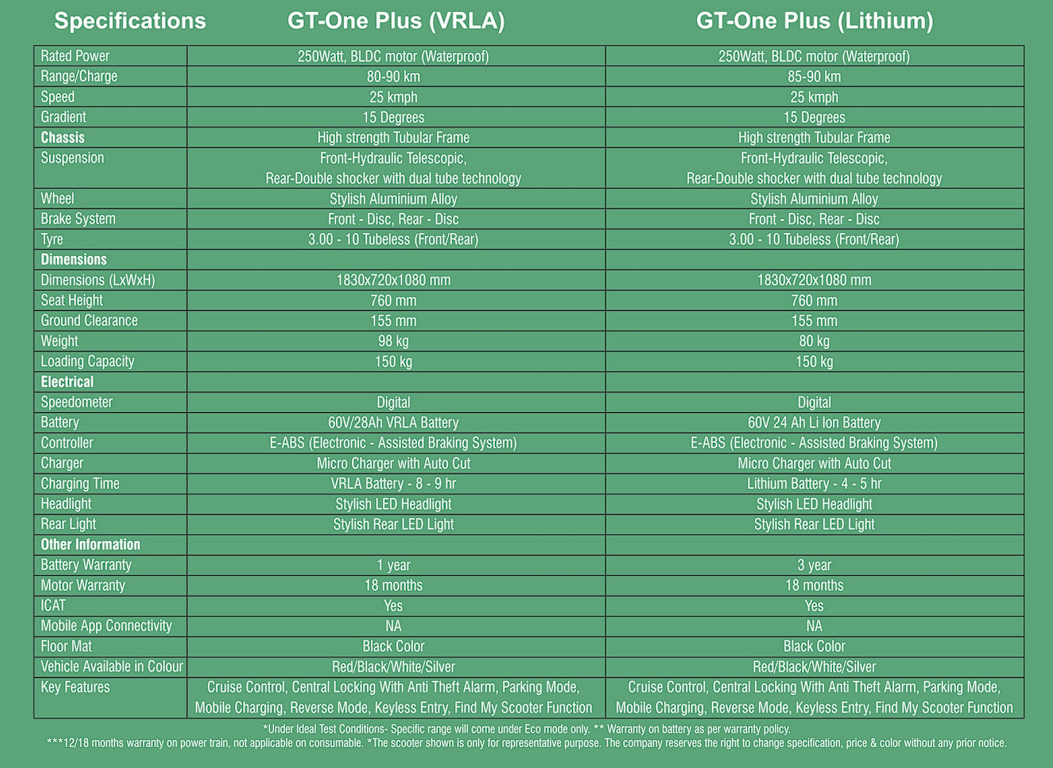 Specifications GT-One Plus (VRLA) GT-One Plus (Lithium)
Rated Power 250Watt, BLDC motor (Waterproof) 250Watt, BLDC motor (Waterproof)
Range/Charge 80-90 km 85-90 km
Speed 25 kmph 25 kmph
Gradient 15 Degrees 15 Degrees
Chassis High strength Tubular Frame High strength Tubular Frame
Suspension Front-Hydraulic Telescopic, Front-Hydraulic Telescopic,
Rear-Double shocker with dual tube technology Rear-Double shocker with dual tube technology
Wheel Stylish Aluminium Alloy Stylish Aluminium Alloy
Brake System Front - Disc, Rear - Disc Front - Disc, Rear - Disc
Tyre 3.00 - 10 Tubeless (Front/Rear) 3.00 - 10 Tubeless (Front/Rear)
Dimensions
Dimensions (LxWxH) 1830x720x1080 mm 1830x720x1080 mm
Seat Height 760 mm 760 mm
Ground Clearance 155 mm 155 mm
Weight 98 kg 80 kg
Loading Capacity 150 kg 150 kg
Electrical
Speedometer Digital Digital
Battery 60V/28Ah VRLA Battery 60V 24 Ah Li Ion Battery
Controller E-ABS (Electronic - Assisted Braking System) E-ABS (Electronic - Assisted Braking System)
Charger Micro Charger with Auto Cut Micro Charger with Auto Cut
Charging Time VRLA Battery - 8 - 9 hr Lithium Battery - 4 - 5 hr
Headlight Stylish LED Headlight Stylish LED Headlight
Rear Light Stylish Rear LED Light Stylish Rear LED Light
Other Information
Battery Warranty 1 year 3 year
Motor Warranty 18 months 18 months
ICAT Yes Yes
Mobile App Connectivity NA NA
Floor Mat Black Color Black Color
Vehicle Available in Colour Red/Black/White/Silver Red/Black/White/Silver
Key Features Cruise Control, Central Locking With Anti Theft Alarm, Parking Mode, Cruise Control, Central Locking With Anti Theft Alarm, Parking Mode,
Mobile Charging, Reverse Mode, Keyless Entry, Find My Scooter Function Mobile Charging, Reverse Mode, Keyless Entry, Find My Scooter Function
*Under Ideal Test Conditions- Specific range will come under Eco mode only. ** Warranty on battery as per warranty policy.
***12/18 months warranty on power train, not applicable on consumable. *The scooter shown is only for representative purpose. The company reserves the right to change specification, price & color without any prior notice.